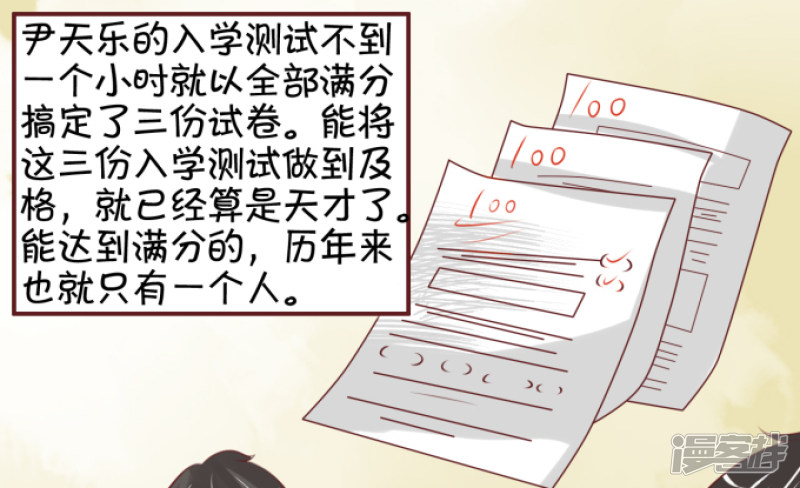 尹天乐的入学测试不到
一个小时就以全部满分
搞定了三份试卷。能将
这三份入学测试做到及
格，就已经算是天才了。
能达到满分的，历年来
也就只有一个人。
100
100
100
漫客栈